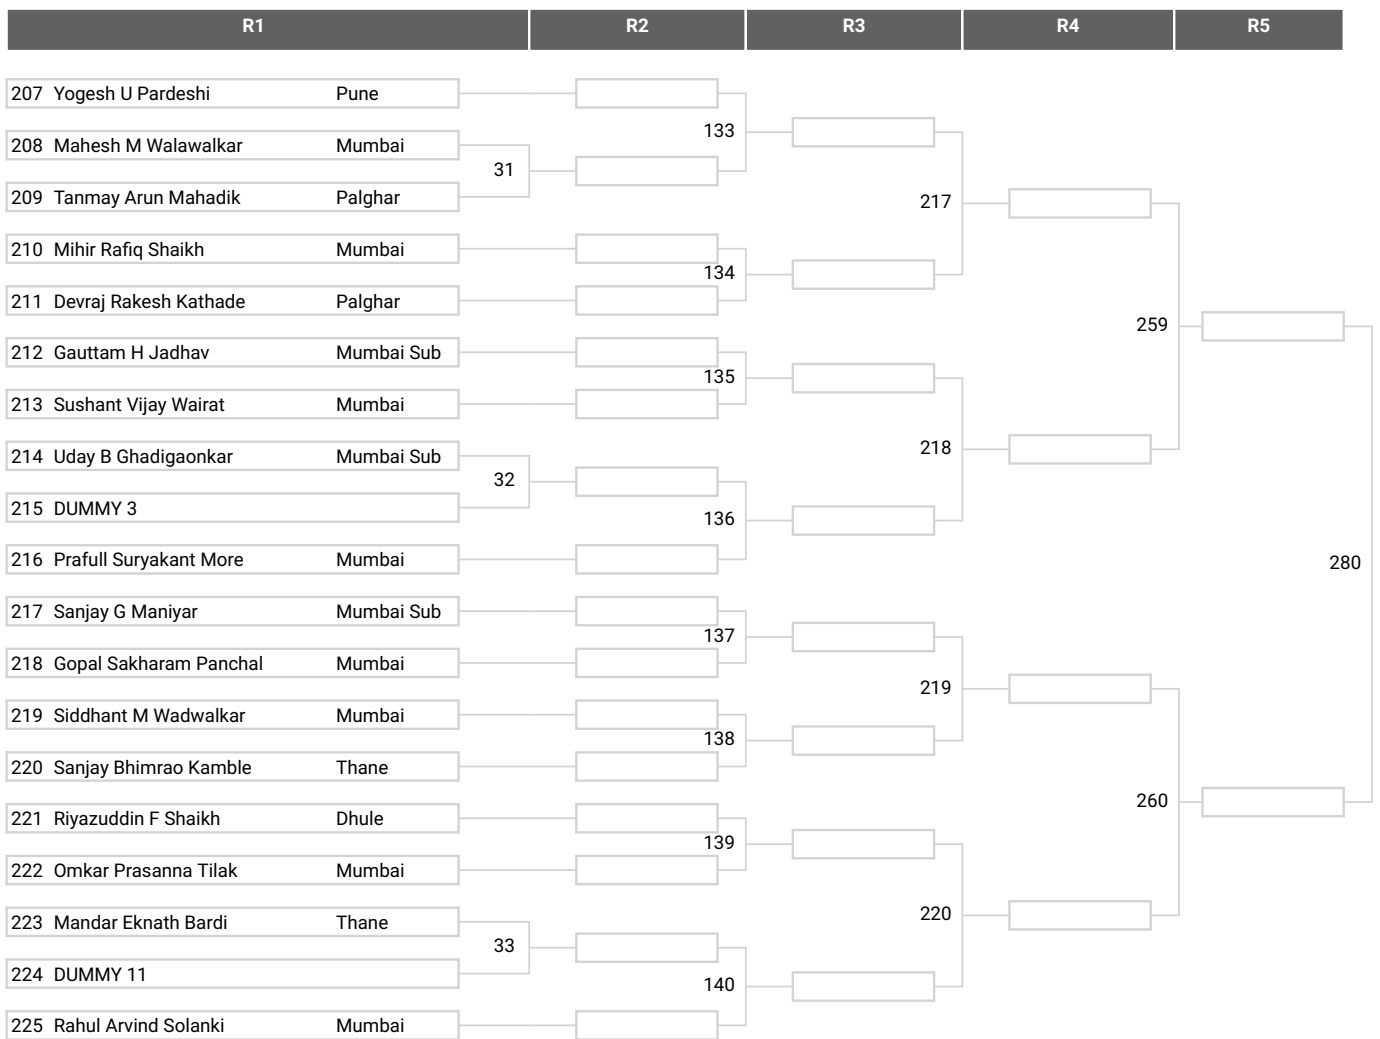 R1 R2 R3 R4 R5
207 Yogesh U Pardeshi Pune
133
208 Mahesh M Walawalkar Mumbai
31
209 Tanmay Arun Mahadik Palghar
217
210 Mihir Rafiq Shaikh Mumbai
134
211 Devraj Rakesh Kathade Palghar
259
212 Gauttam H Jadhav Mumbai Sub
135
213 Sushant Vijay Wairat Mumbai
218
214 Uday B Ghadigaonkar Mumbai Sub
32
215 DUMMY 3
136
216 Prafull Suryakant More Mumbai
280
217 Sanjay G Maniyar Mumbai Sub
137
218 Gopal Sakharam Panchal Mumbai
219
219 Siddhant M Wadwalkar Mumbai
138
220 Sanjay Bhimrao Kamble Thane
260
221 Riyazuddin F Shaikh Dhule
139
222 Omkar Prasanna Tilak Mumbai
220
223 Mandar Eknath Bardi Thane
33
224 DUMMY 11
140
225 Rahul Arvind Solanki Mumbai